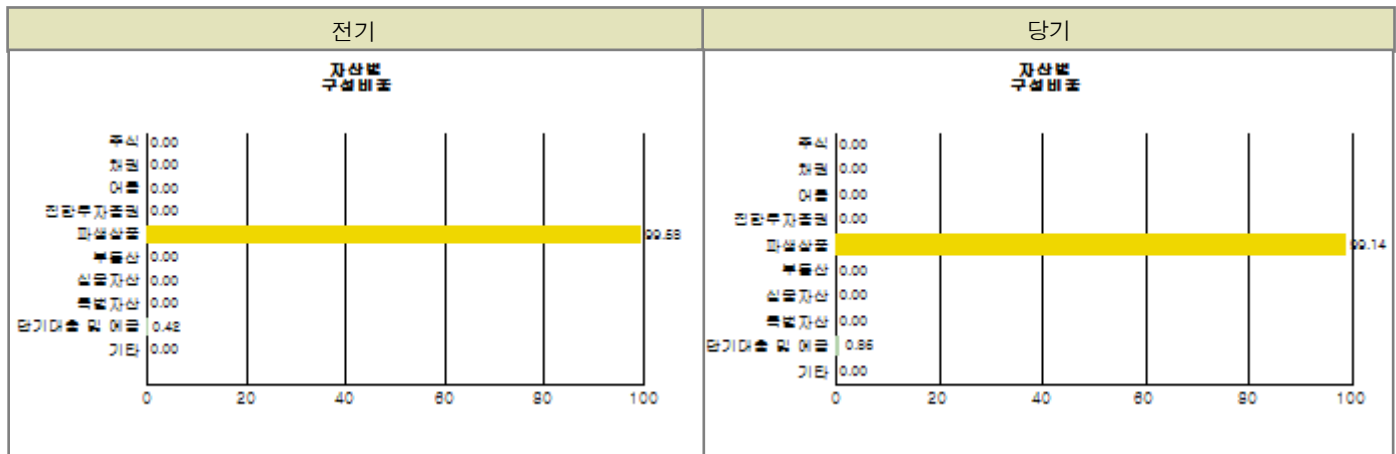 전기
당기
자산별
구성비중
주식 0.00
채권 0.00
어음 0.00
집합투자증권 0.00
파생상품
부동산 0.00
실물자산 0.00
특별자산 0.00
단기대출 및 예금 0.42
기타 0.00
0 20 40 60 80 100
자산별
구성비중
주식 0.00
채권 0.00
어음 0.00
집합투자증권 0.00
파생상품 99.14
부동산 0.00
실물자산 0.00
특별자산 0.00
단기대출 및 예금 0.86
기타 0.00
0 20 40 60 80 100